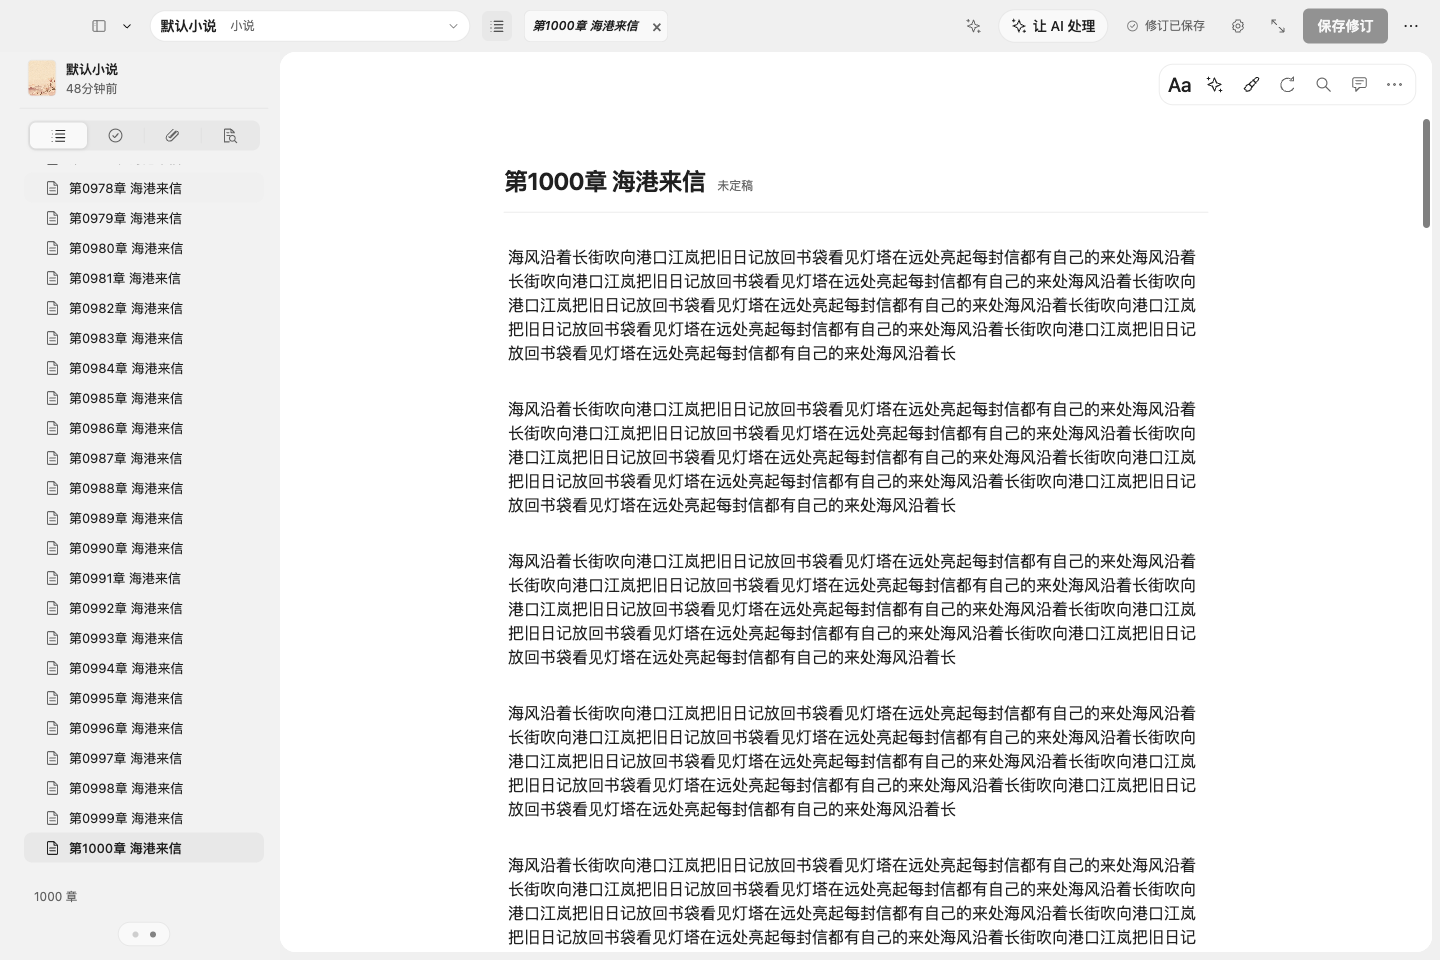 默认小说 小说
第1000章 海港来信
让 AI 处理
修订已保存
保存修订
默认小说
48分钟前
第0978章 海港来信
第0979章 海港来信
第0980章 海港来信
第0981章 海港来信
第0982章 海港来信
第0983章 海港来信
第0984章 海港来信
第0985章 海港来信
第0986章 海港来信
第0987章 海港来信
第0988章 海港来信
第0989章 海港来信
第0990章 海港来信
第0991章 海港来信
第0992章 海港来信
第0993章 海港来信
第0994章 海港来信
第0995章 海港来信
第0996章 海港来信
第0997章 海港来信
第0998章 海港来信
第0999章 海港来信
第1000章 海港来信
1000 章
Aa
第1000章 海港来信 未定稿
海风沿着长街吹向港口江岚把旧日记放回书袋看见灯塔在远处亮起每封信都有自己的来处海风沿着
长街吹向港口江岚把旧日记放回书袋看见灯塔在远处亮起每封信都有自己的来处海风沿着长街吹向
港口江岚把旧日记放回书袋看见灯塔在远处亮起每封信都有自己的来处海风沿着长街吹向港口江岚
把旧日记放回书袋看见灯塔在远处亮起每封信都有自己的来处海风沿着长街吹向港口江岚把旧日记
放回书袋看见灯塔在远处亮起每封信都有自己的来处海风沿着长
海风沿着长街吹向港口江岚把旧日记放回书袋看见灯塔在远处亮起每封信都有自己的来处海风沿着
长街吹向港口江岚把旧日记放回书袋看见灯塔在远处亮起每封信都有自己的来处海风沿着长街吹向
港口江岚把旧日记放回书袋看见灯塔在远处亮起每封信都有自己的来处海风沿着长街吹向港口江岚
把旧日记放回书袋看见灯塔在远处亮起每封信都有自己的来处海风沿着长街吹向港口江岚把旧日记
放回书袋看见灯塔在远处亮起每封信都有自己的来处海风沿着长
海风沿着长街吹向港口江岚把旧日记放回书袋看见灯塔在远处亮起每封信都有自己的来处海风沿着
长街吹向港口江岚把旧日记放回书袋看见灯塔在远处亮起每封信都有自己的来处海风沿着长街吹向
港口江岚把旧日记放回书袋看见灯塔在远处亮起每封信都有自己的来处海风沿着长街吹向港口江岚
把旧日记放回书袋看见灯塔在远处亮起每封信都有自己的来处海风沿着长街吹向港口江岚把旧日记
放回书袋看见灯塔在远处亮起每封信都有自己的来处海风沿着长
海风沿着长街吹向港口江岚把旧日记放回书袋看见灯塔在远处亮起每封信都有自己的来处海风沿着
长街吹向港口江岚把旧日记放回书袋看见灯塔在远处亮起每封信都有自己的来处海风沿着长街吹向
港口江岚把旧日记放回书袋看见灯塔在远处亮起每封信都有自己的来处海风沿着长街吹向港口江岚
把旧日记放回书袋看见灯塔在远处亮起每封信都有自己的来处海风沿着长街吹向港口江岚把旧日记
放回书袋看见灯塔在远处亮起每封信都有自己的来处海风沿着长
海风沿着长街吹向港口江岚把旧日记放回书袋看见灯塔在远处亮起每封信都有自己的来处海风沿着
长街吹向港口江岚把旧日记放回书袋看见灯塔在远处亮起每封信都有自己的来处海风沿着长街吹向
港口江岚把旧日记放回书袋看见灯塔在远处亮起每封信都有自己的来处海风沿着长街吹向港口江岚
把旧日记放回书袋看见灯塔在远处亮起每封信都有自己的来处海风沿着长街吹向港口江岚把旧日记